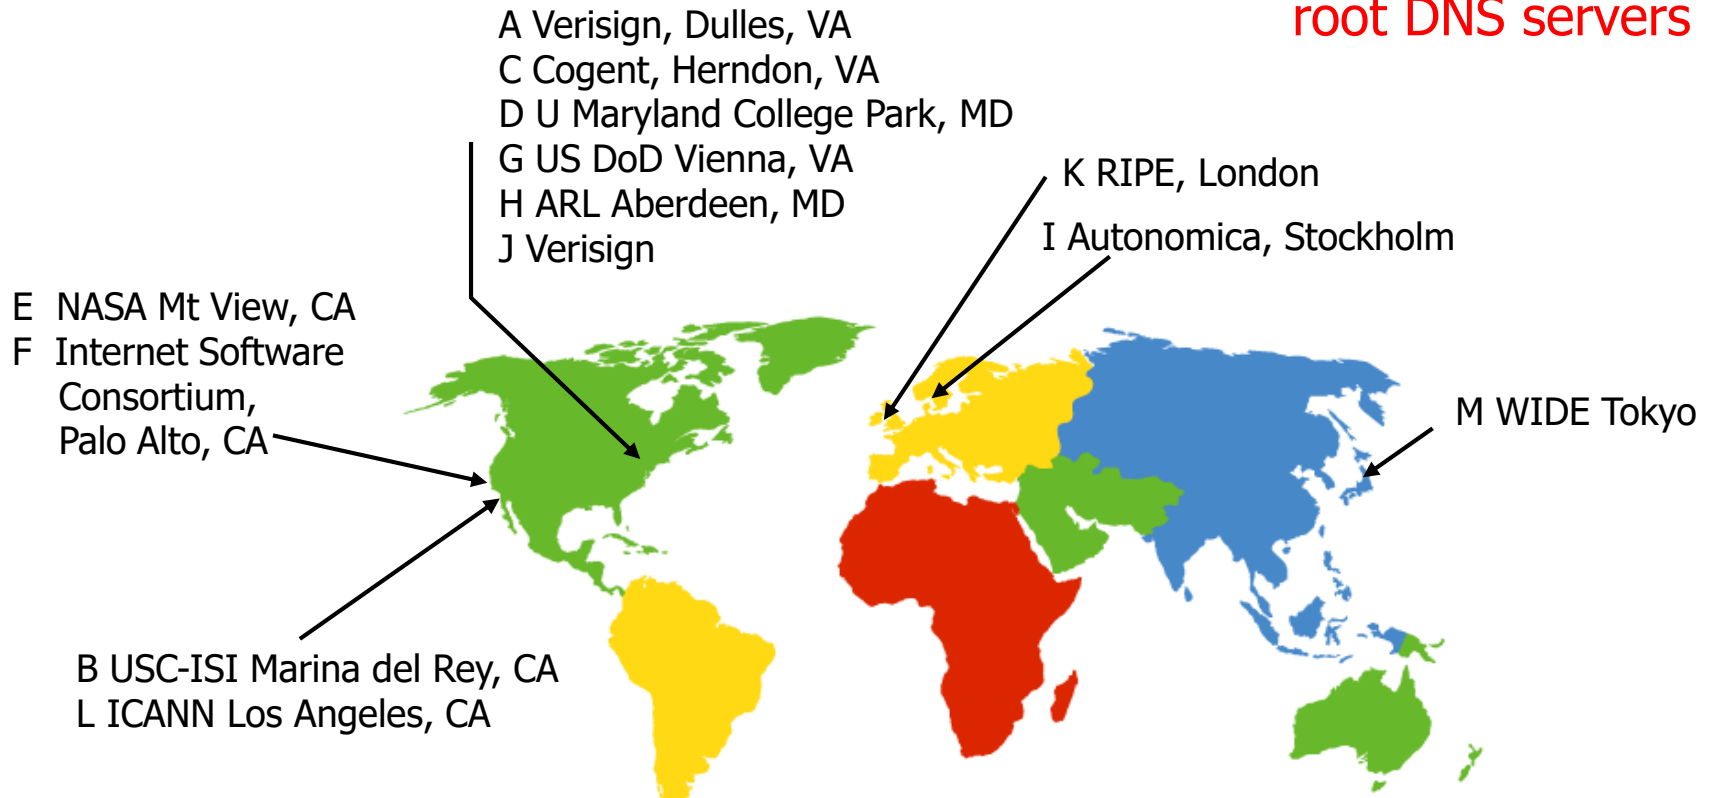 root DNS servers
A Verisign, Dulles, VA
C Cogent, Herndon, VA
D U Maryland College Park, MD
G US DoD Vienna, VA
H ARL Aberdeen, MD
J Verisign
K RIPE, London
I Autonomica, Stockholm
E NASA Mt View, CA
F Internet Software
Consortium,
Palo Alto, CA
M WIDE Tokyo
B USC-ISI Marina del Rey, CA
L ICANN Los Angeles, CA